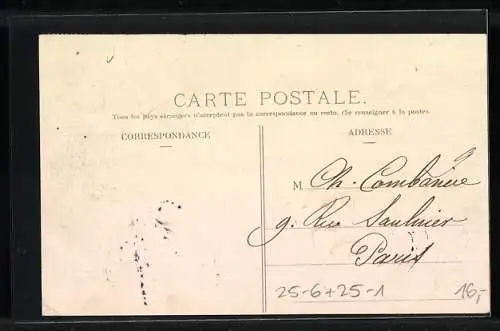 CARTE POSTALE.
Tous les pays étrangers n'acceptent pas la correspondance au recto, (Se renseigner à la poste).
CORRESPONDANCE
ADRESSE
M Ch. Combarieu
9. Rue Saulnier
Paris
25-6+25-1
16,-